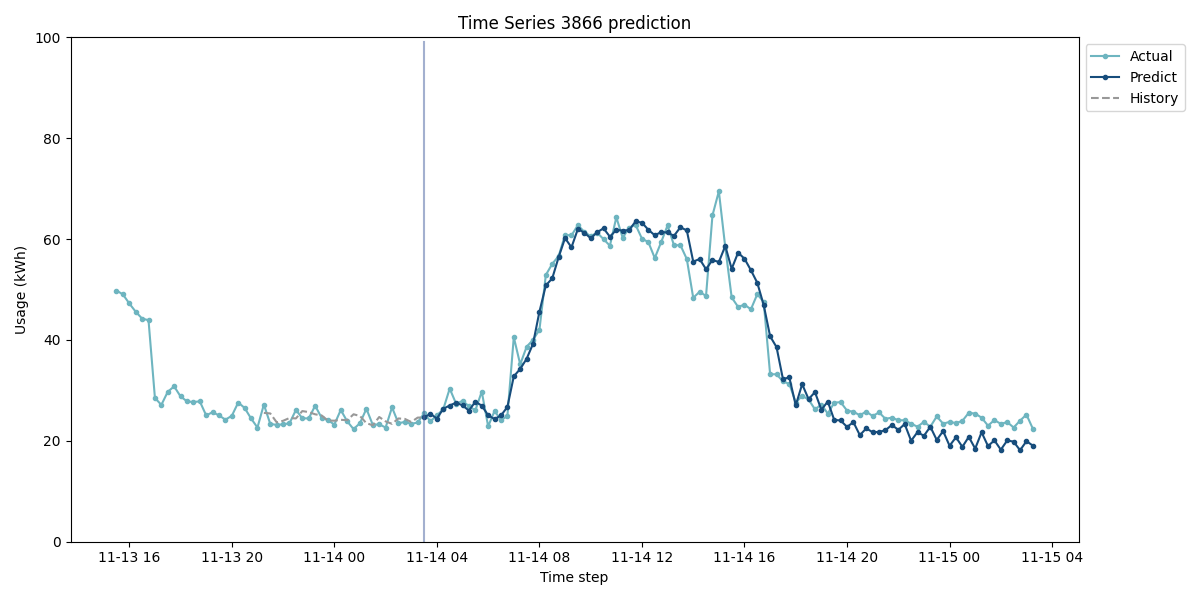 Time Series 3866 prediction
100
80
60
40
20
0
Usage (kWh)
11-13 16
11-13 20
11-14 00
11-14 04
11-14 08
11-14 12
11-14 16
11-14 20
11-15 00
11-15 04
Time step
Actual
Predict
History